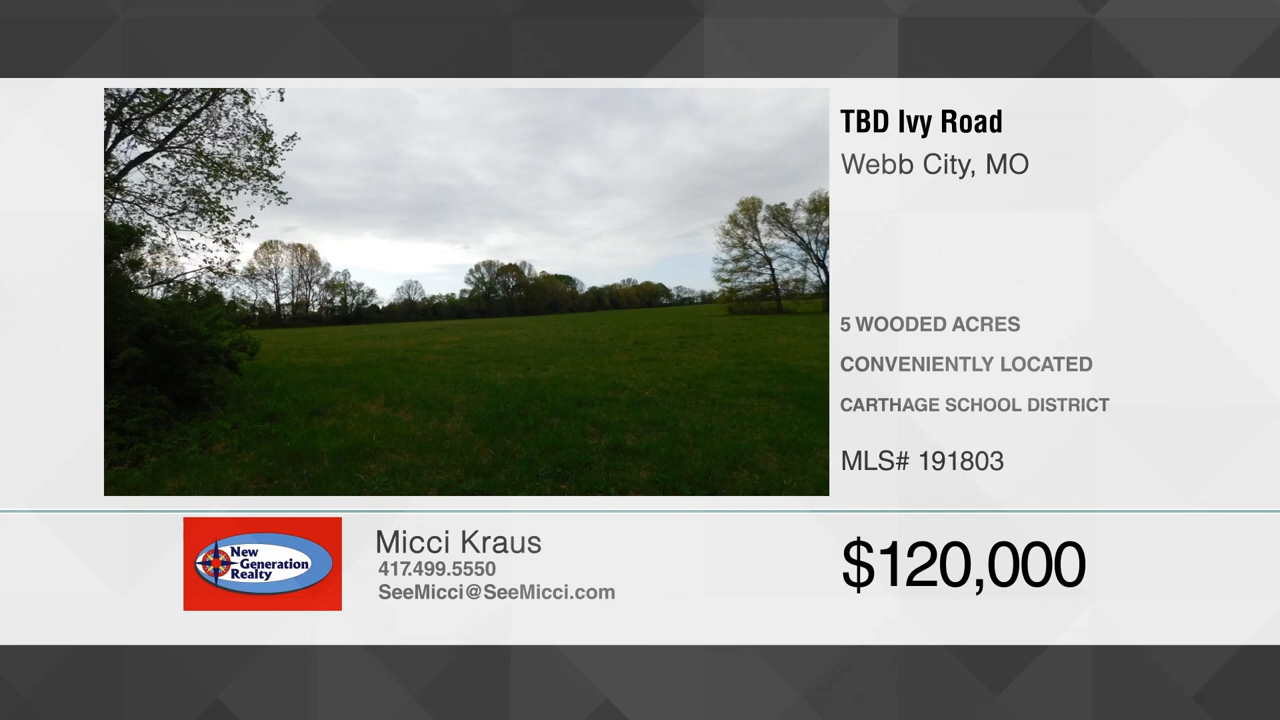 TBD Ivy Road
Webb City, MO
5 WOODED ACRES
CONVENIENTLY LOCATED
CARTHAGE SCHOOL DISTRICT
MLS# 191803
New
Generation
Realty
Micci Kraus
417.499.5550
SeeMicci@SeeMicci.com
$120,000